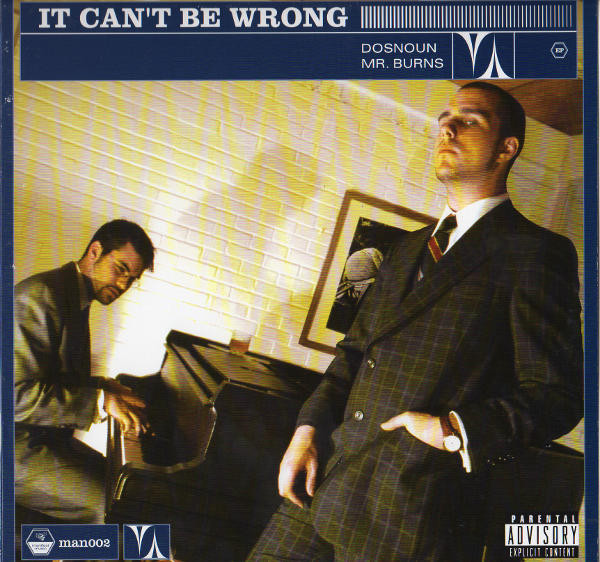 IT CAN'T BE WRONG
DOSNOUN
MR. BURNS
EP
man002
PARENTAL
ADVISORY
EXPLICIT CONTENT